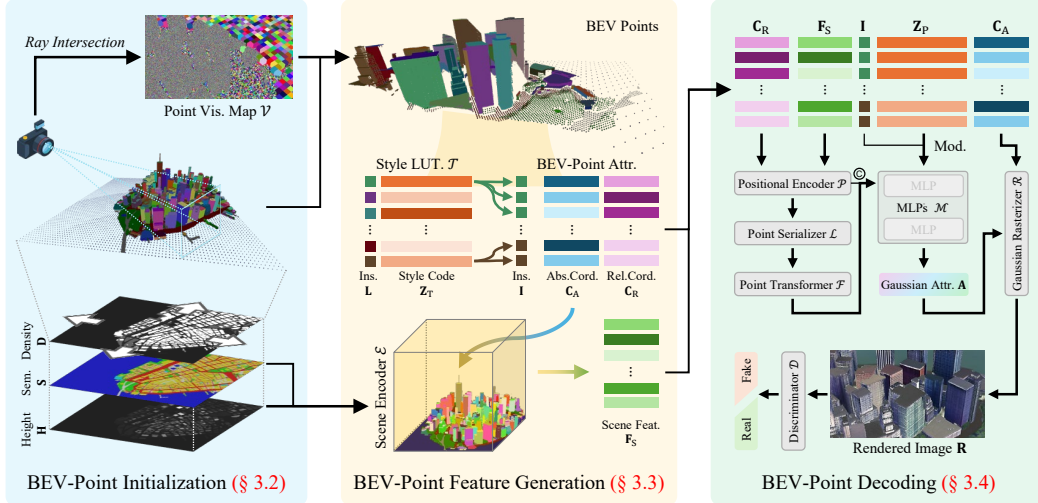 Ray Intersection
Point Vis. Map 𝒱
Density
D
Sem.
S
Height
H
BEV-Point Initialization (§ 3.2)
BEV Points
Style LUT. 𝒯
BEV-Point Attr.
Ins.
L
Style Code
Z_T
Ins.
I
Abs.Cord.
C_A
Rel.Cord.
C_R
Scene Encoder ℰ
Scene Feat.
F_S
BEV-Point Feature Generation (§ 3.3)
C_R F_S I Z_P C_A
Mod.
Positional Encoder 𝒫
©
MLP
MLPs ℳ
MLP
Point Serializer ℒ
Point Transformer ℱ
Gaussian Attr. A
Gaussian Rasterizer ℛ
Fake
Real
Discriminator 𝒟
Rendered Image R
BEV-Point Decoding (§ 3.4)